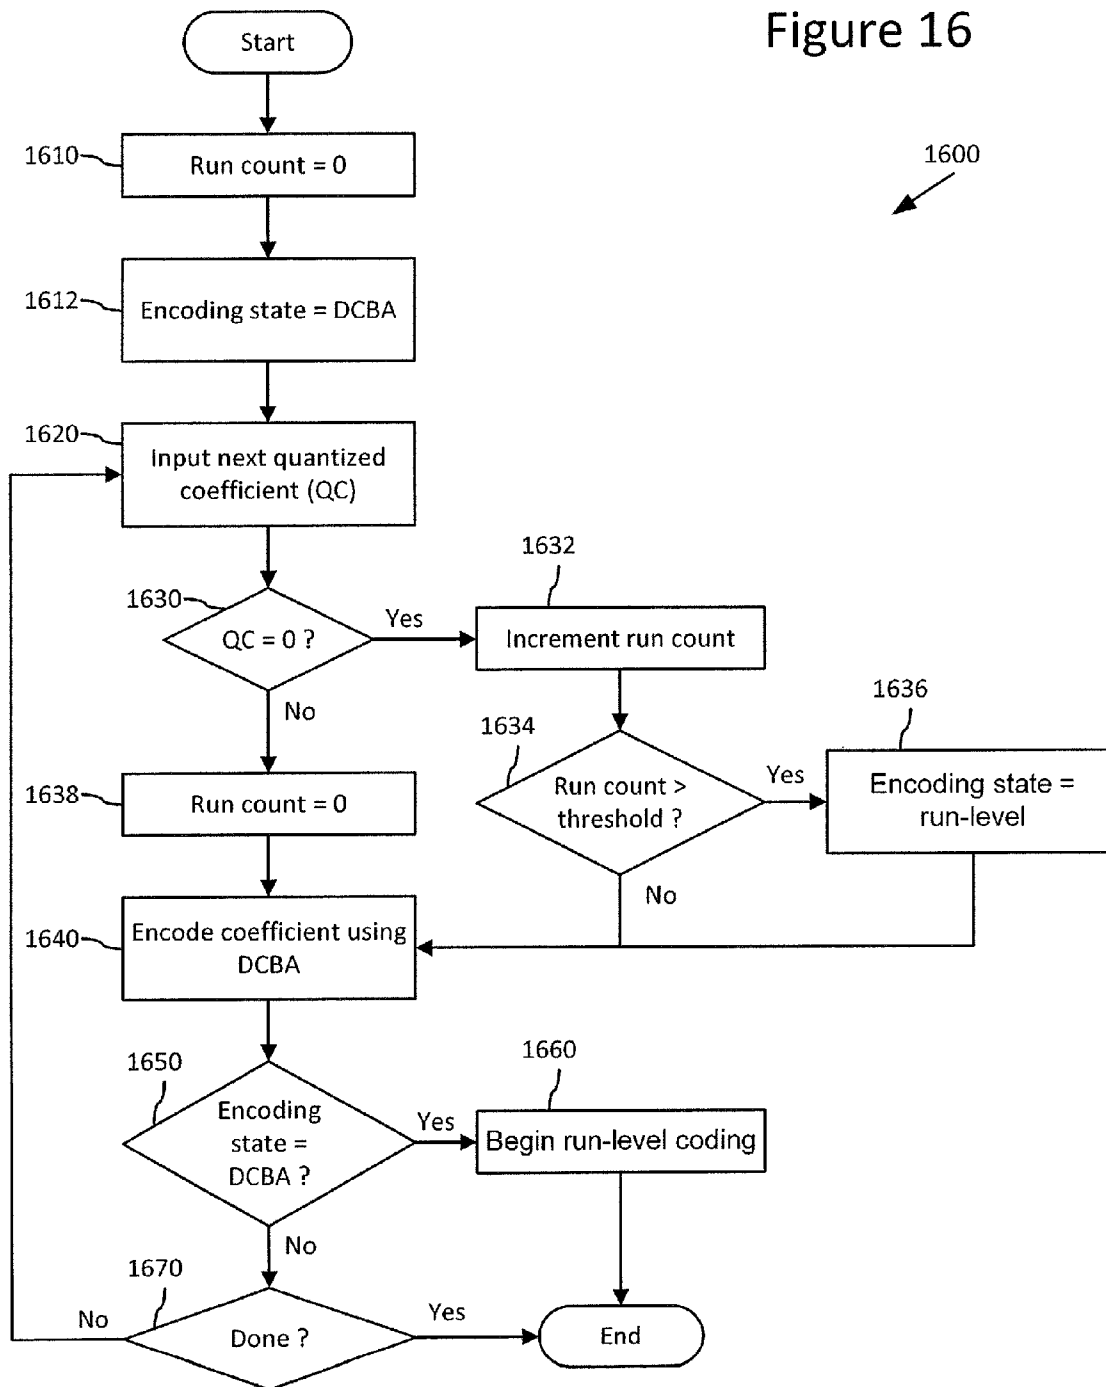 Figure 16
Start
1600
1610
Run count = 0
1612
Encoding state = DCBA
1620
Input next quantized
coefficient (QC)
1630
QC = 0 ?
Yes
No
1632
Increment run count
1634
Run count >
threshold ?
Yes
No
1636
Encoding state =
run-level
1638
Run count = 0
1640
Encode coefficient using
DCBA
1650
Encoding
state =
DCBA ?
Yes
No
1660
Begin run-level coding
1670
Done ?
No
Yes
End